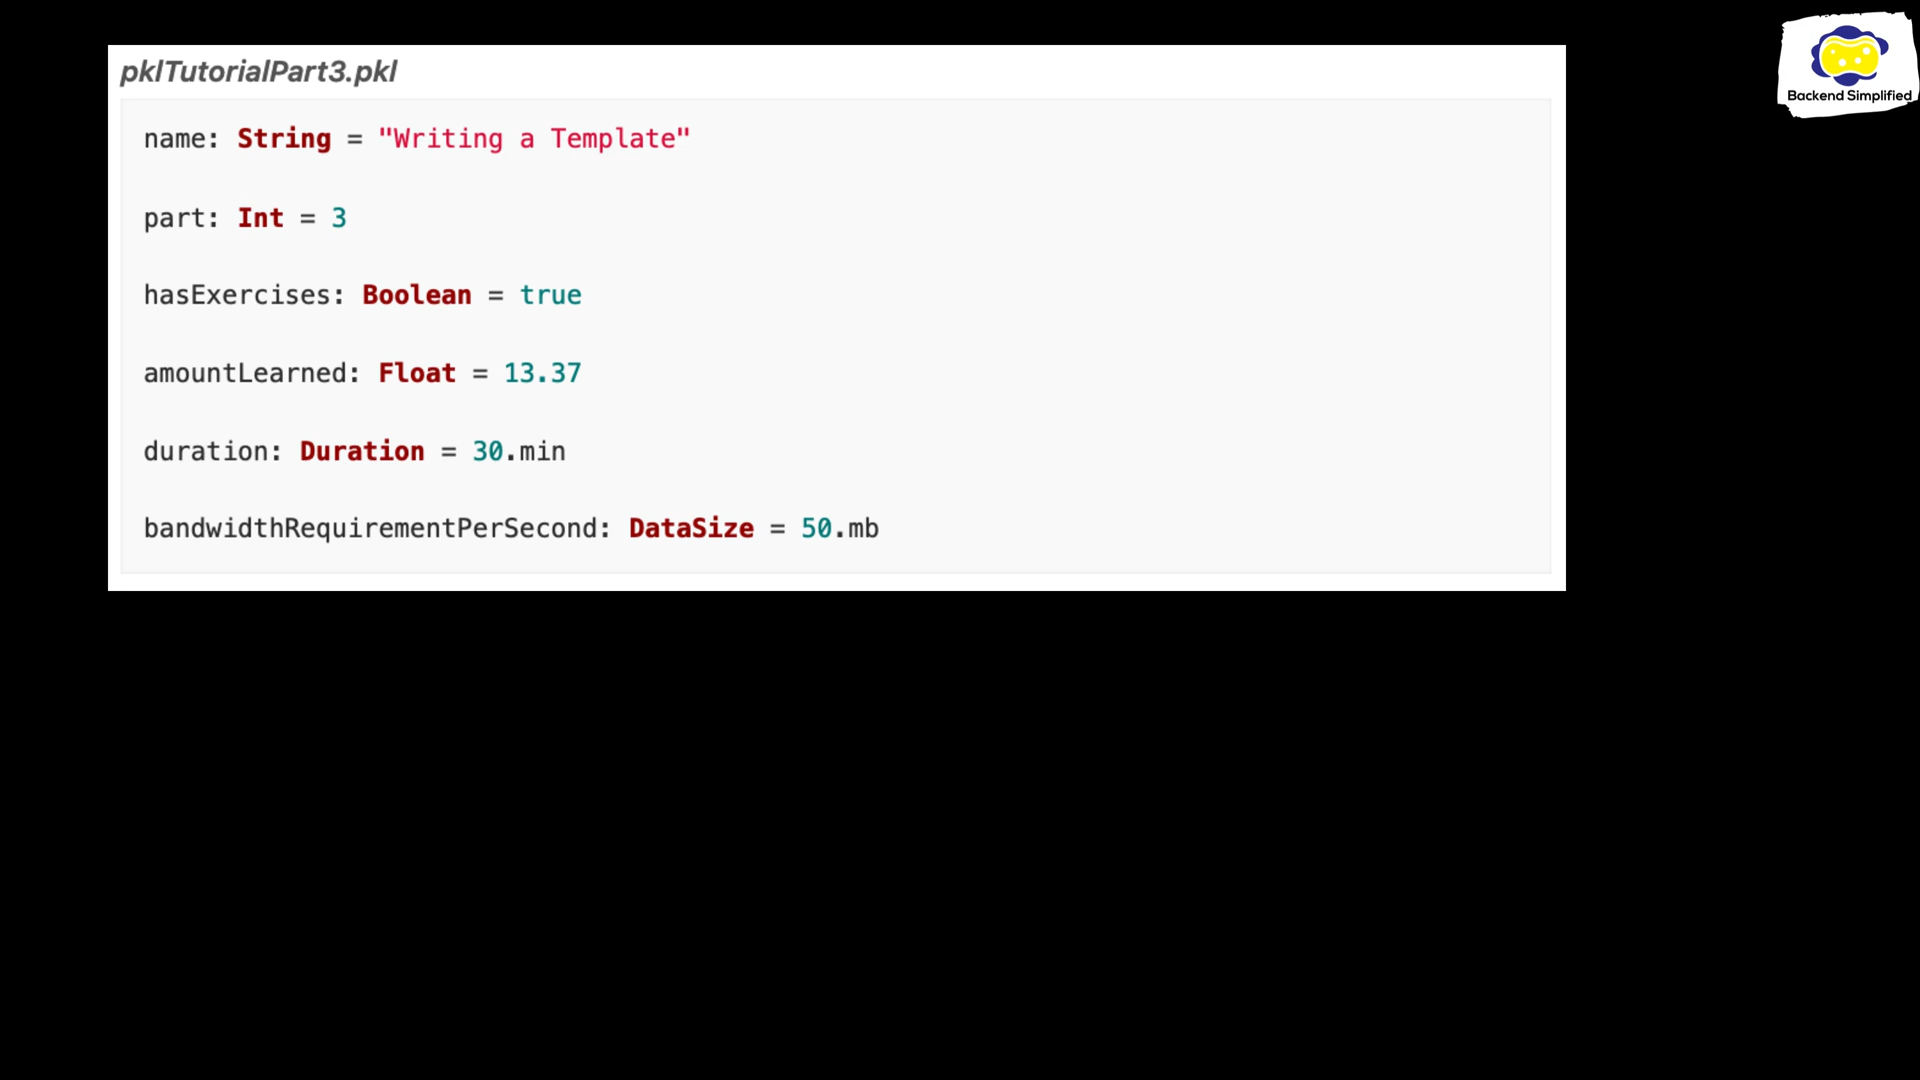 pklTutorialPart3.pkl
Backend Simplified
name: String = "Writing a Template"
part: Int = 3
hasExercises: Boolean = true
amountLearned: Float = 13.37
duration: Duration = 30.min
bandwidthRequirementPerSecond: DataSize = 50.mb